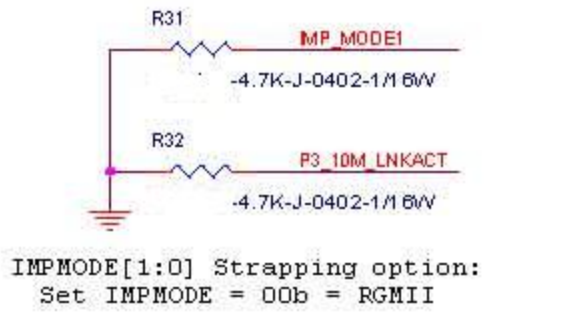 R31
IMP_MODE1
-4.7K-J-0402-1/16W
R32
P3_10M_LNKACT
-4.7K-J-0402-1/16W
IMPMODE[1:0] Strapping option:
Set IMPMODE = 00b = RGMII